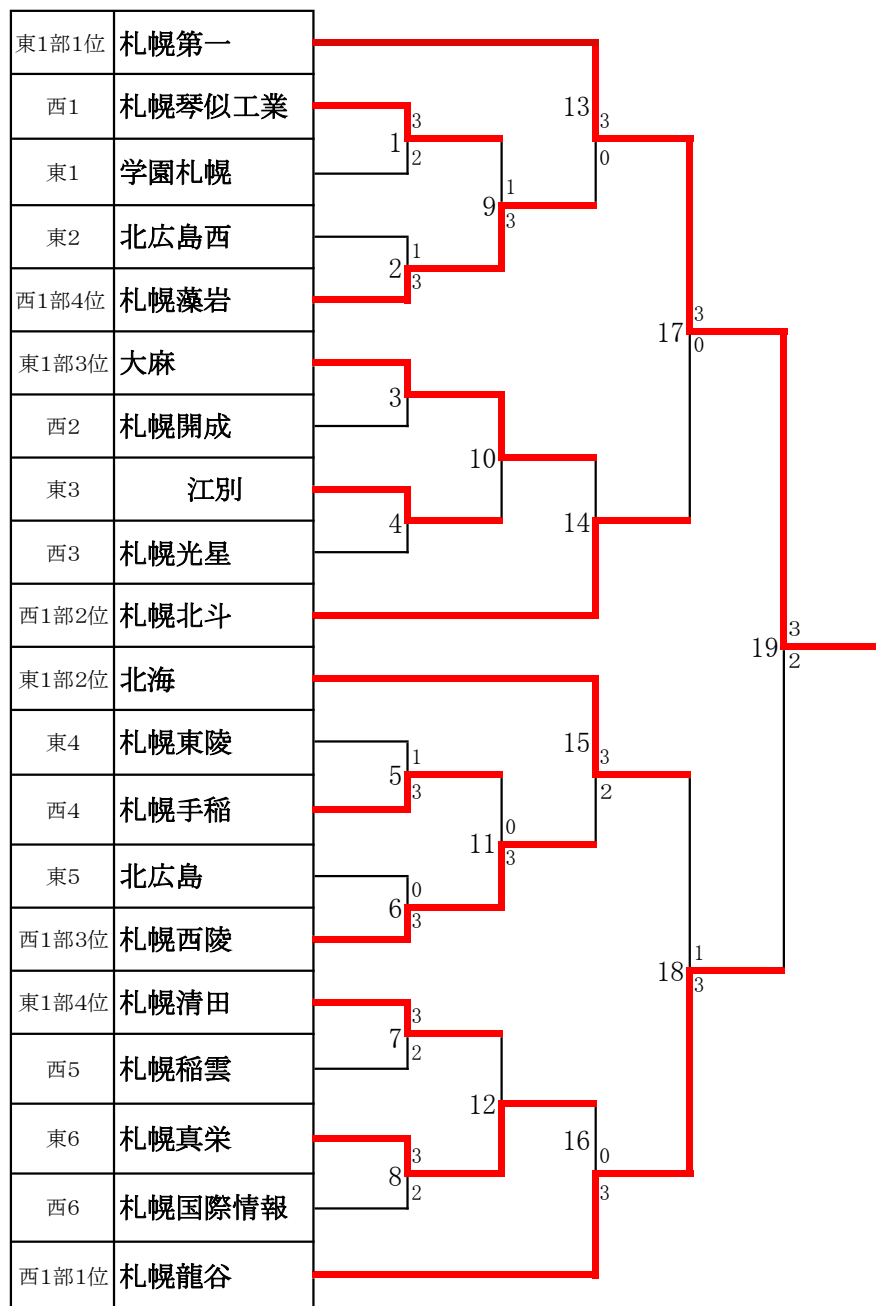 東1部1位 札幌第一
西1 札幌琴似工業
東1 学園札幌
東2 北広島西
西1部4位 札幌藻岩
東1部3位 大麻
西2 札幌開成
東3 江別
西3 札幌光星
西1部2位 札幌北斗
東1部2位 北海
東4 札幌東陵
西4 札幌手稲
東5 北広島
西1部3位 札幌西陵
東1部4位 札幌清田
西5 札幌稲雲
東6 札幌真栄
西6 札幌国際情報
西1部1位 札幌龍谷
1 3 2
2 1 3
3
4
5 1 3
6 0 3
7 3 2
8 3 2
9 1 3
10
11 0 3
12
13 3 0
14
15 3 2
16 0 3
17 3 0
18 1 3
19 3 2